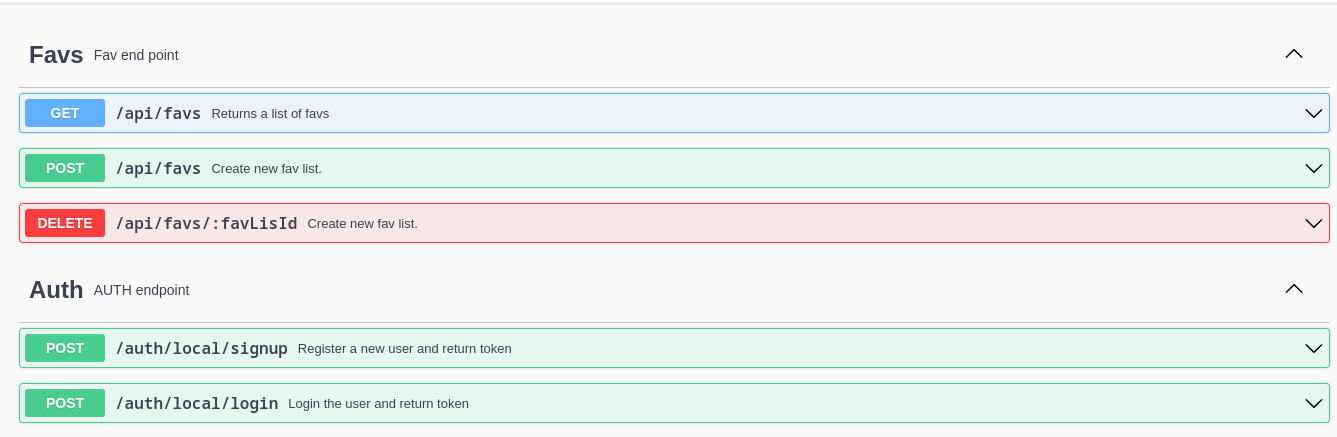 Favs Fav end point
GET /api/favs Returns a list of favs
POST /api/favs Create new fav list.
DELETE /api/favs/:favLisId Create new fav list.
Auth AUTH endpoint
POST /auth/local/signup Register a new user and return token
POST /auth/local/login Login the user and return token